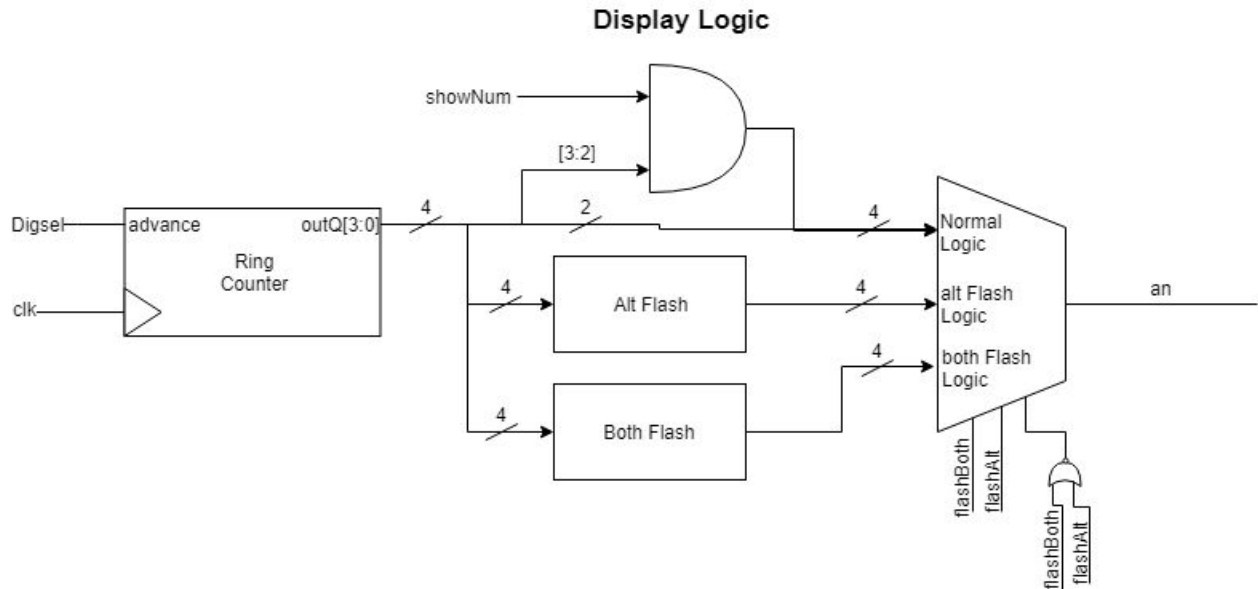 Display Logic
showNum
[3:2]
Digsel
advance
outQ[3:0]
4
2
4
Normal
Logic
Ring
Counter
clk
4
Alt Flash
4
alt Flash
Logic
an
4
both Flash
Logic
4
Both Flash
flashBoth
flashAlt
flashBoth
flashAlt